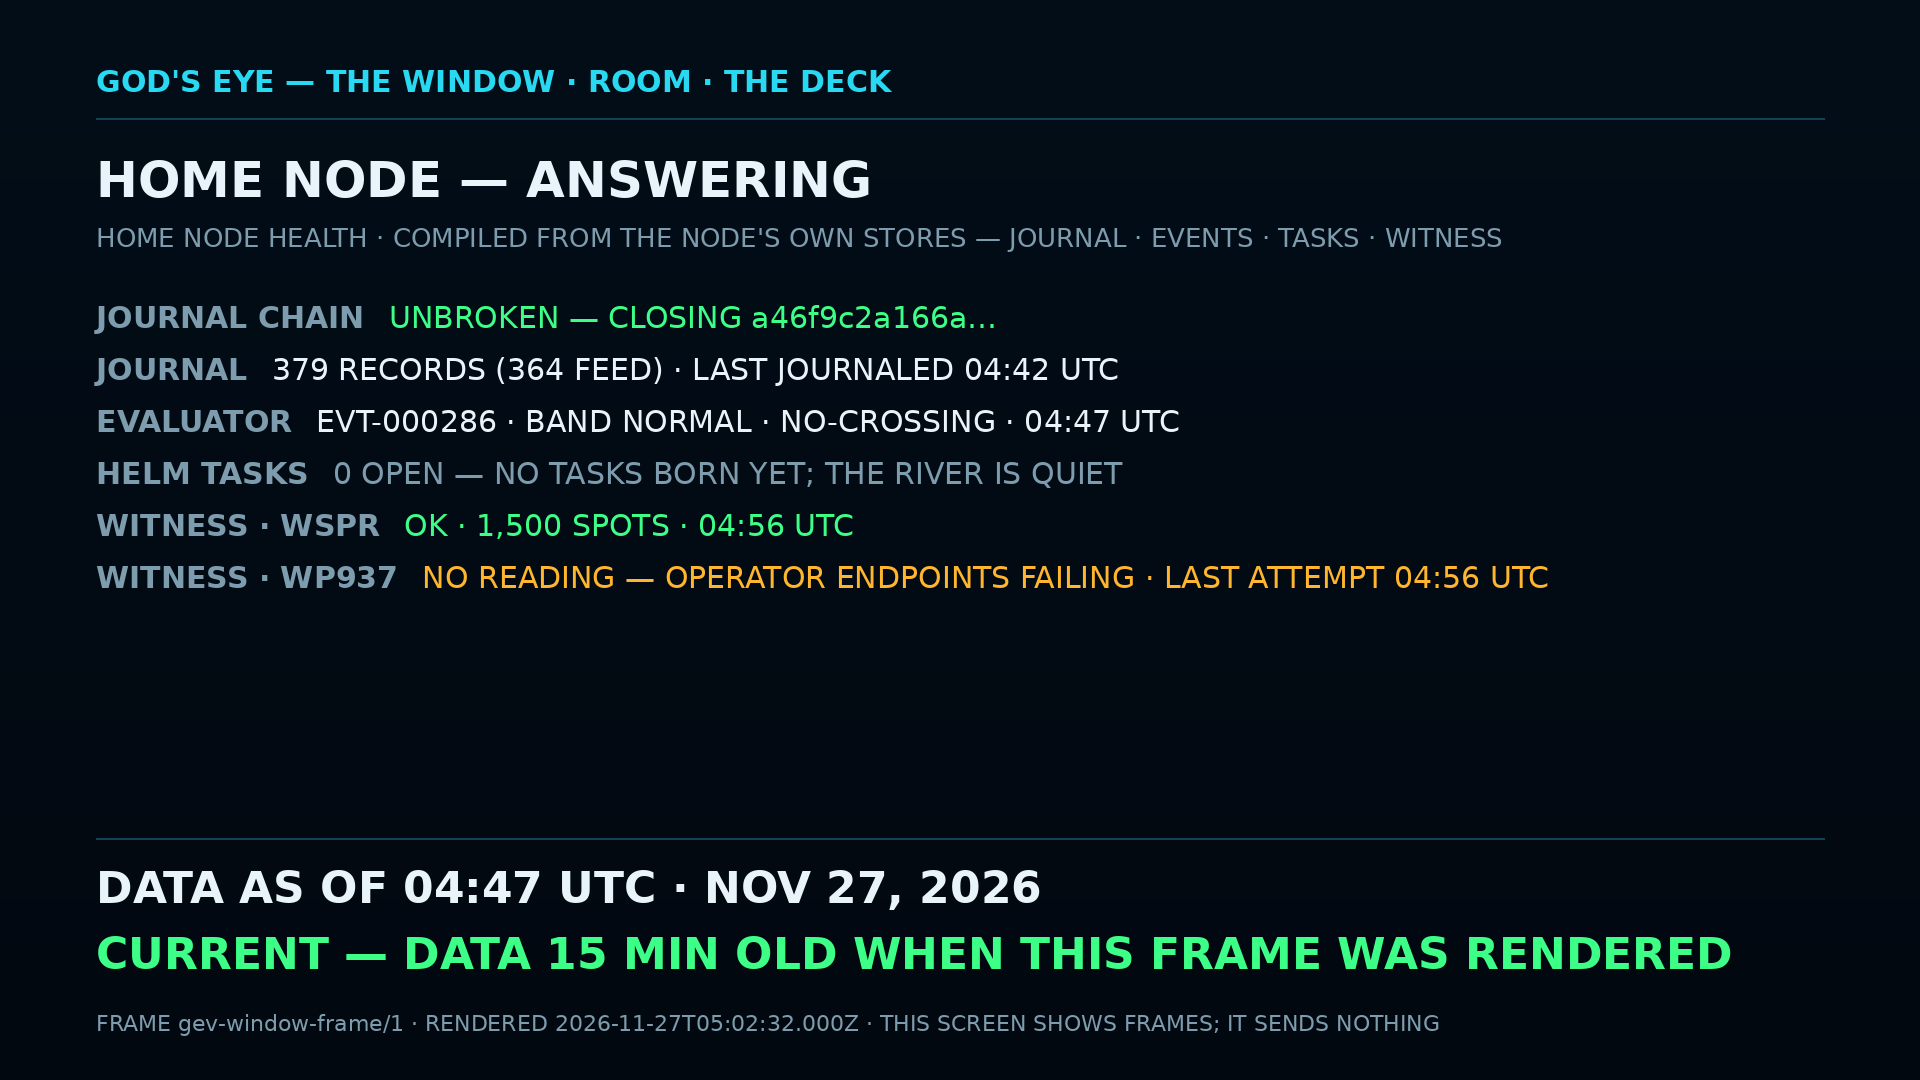 GOD'S EYE — THE WINDOW · ROOM · THE DECK
HOME NODE — ANSWERING
HOME NODE HEALTH · COMPILED FROM THE NODE'S OWN STORES — JOURNAL · EVENTS · TASKS · WITNESS
JOURNAL CHAIN UNBROKEN — CLOSING a46f9c2a166a…
JOURNAL 379 RECORDS (364 FEED) · LAST JOURNALED 04:42 UTC
EVALUATOR EVT-000286 · BAND NORMAL · NO-CROSSING · 04:47 UTC
HELM TASKS 0 OPEN — NO TASKS BORN YET; THE RIVER IS QUIET
WITNESS · WSPR OK · 1,500 SPOTS · 04:56 UTC
WITNESS · WP937 NO READING — OPERATOR ENDPOINTS FAILING · LAST ATTEMPT 04:56 UTC
DATA AS OF 04:47 UTC · NOV 27, 2026
CURRENT — DATA 15 MIN OLD WHEN THIS FRAME WAS RENDERED
FRAME gev-window-frame/1 · RENDERED 2026-11-27T05:02:32.000Z · THIS SCREEN SHOWS FRAMES; IT SENDS NOTHING